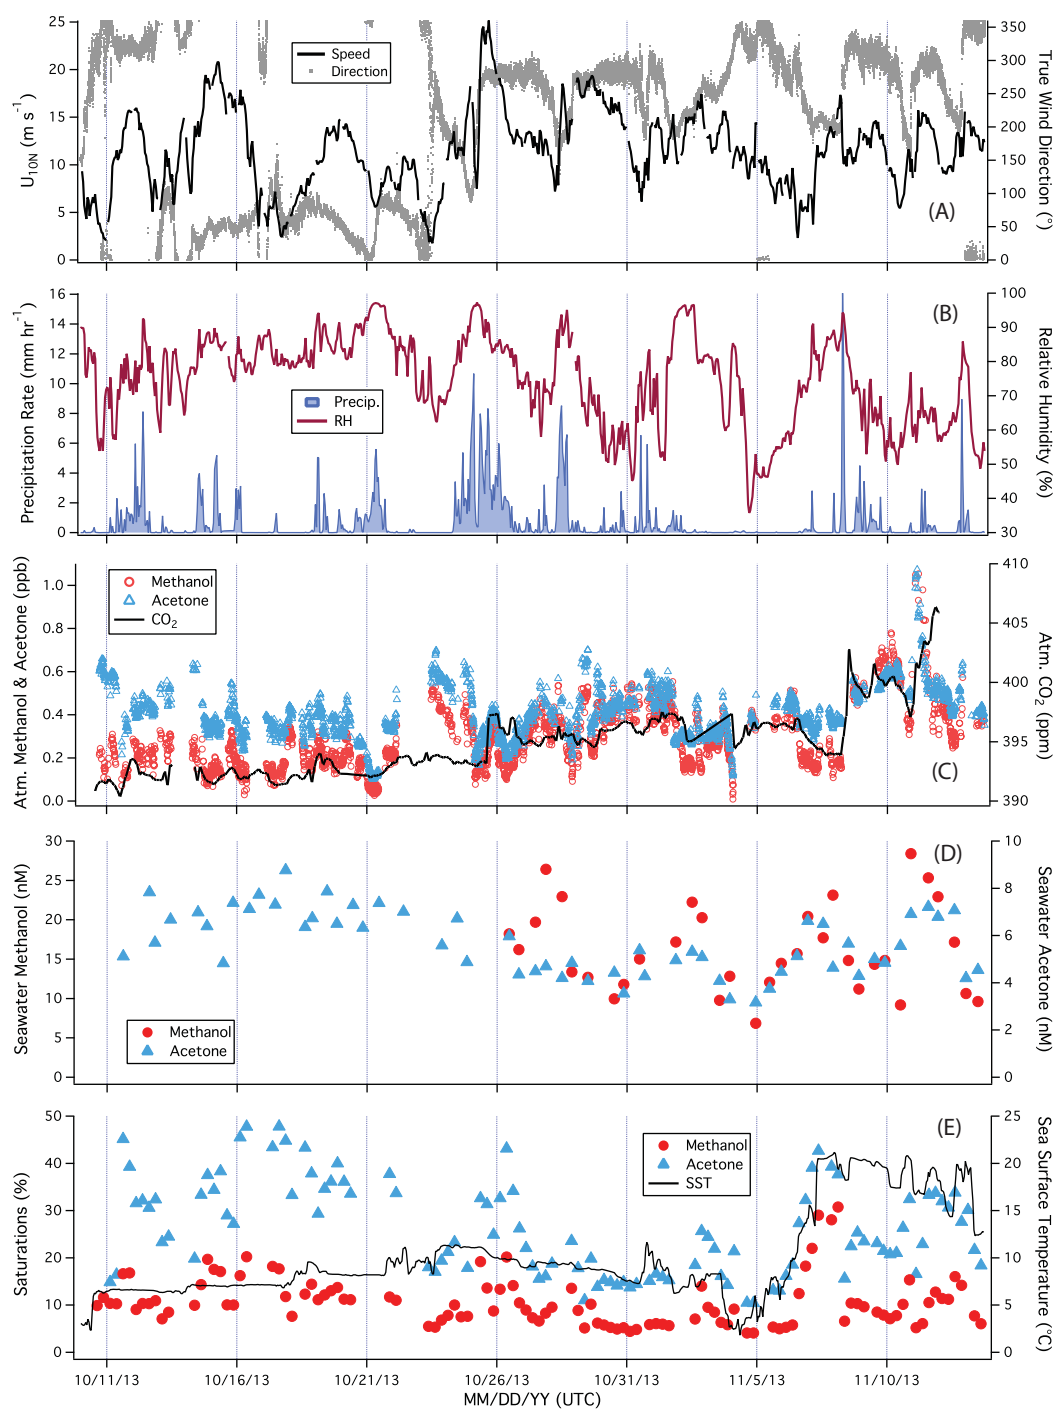 25
20
15
10
5
0
U10N (m s-1)
Speed
Direction
350
300
250
200
150
100
50
0
True Wind Direction (°)
(A)
16
14
12
10
8
6
4
2
0
Precipitation Rate (mm hr-1)
Precip.
RH
100
90
80
70
60
50
40
30
Relative Humidity (%)
(B)
1.0
0.8
0.6
0.4
0.2
0.0
Atm. Methanol & Acetone (ppb)
Methanol
Acetone
CO2
410
405
400
395
390
Atm. CO2 (ppm)
(C)
30
25
20
15
10
5
0
Seawater Methanol (nM)
Methanol
Acetone
10
8
6
4
2
0
Seawater Acetone (nM)
(D)
50
40
30
20
10
0
Saturations (%)
Methanol
Acetone
SST
25
20
15
10
5
0
Sea Surface Temperature (°C)
(E)
10/11/13
10/16/13
10/21/13
10/26/13
10/31/13
11/5/13
11/10/13
MM/DD/YY (UTC)